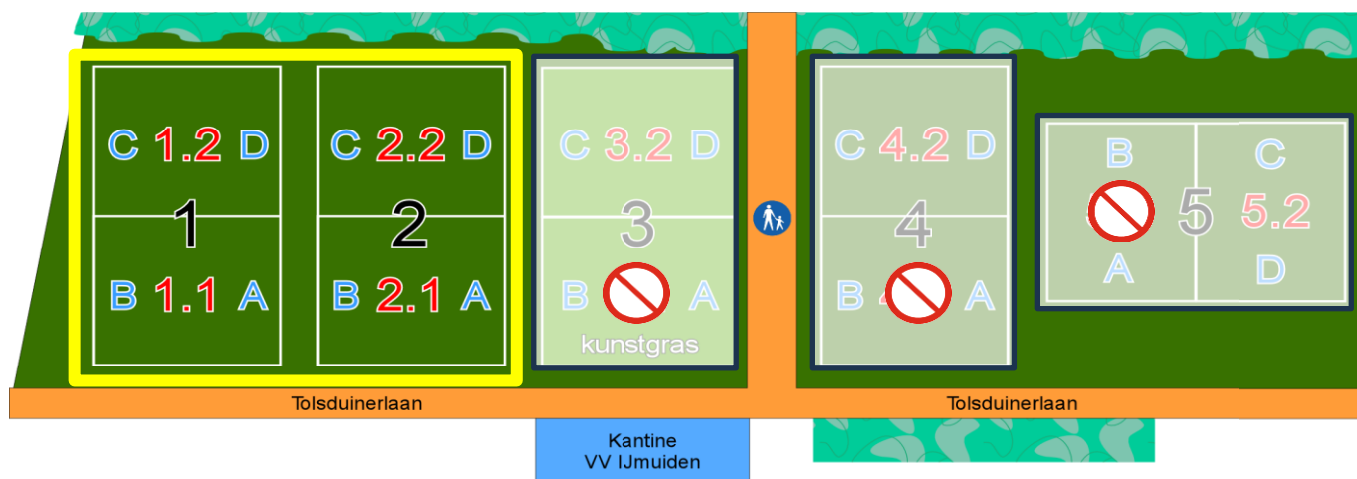 C 1.2 D
1
B 1.1 A
C 2.2 D
2
B 2.1 A
C 3.2 D
3
B A
kunstgras
C 4.2 D
4
B A
B C
5 5.2
A D
Tolsduinerlaan
Tolsduinerlaan
Kantine
VV IJmuiden